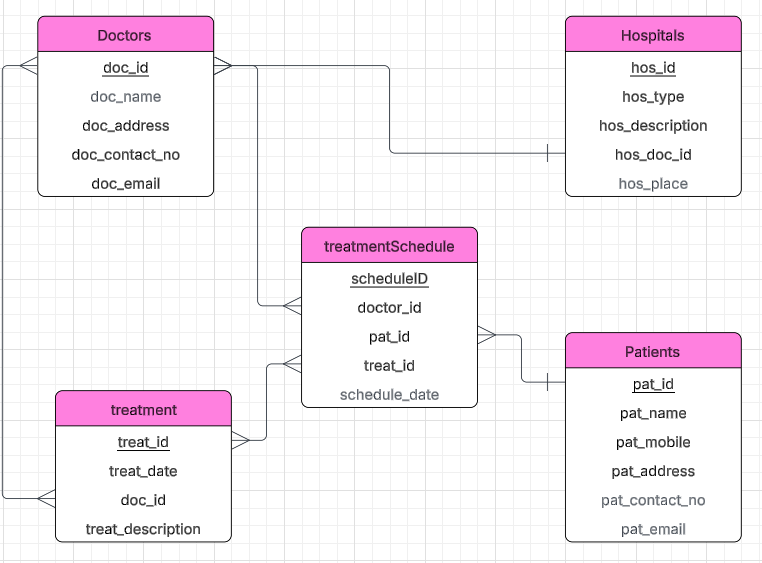 Doctors
doc_id
doc_name
doc_address
doc_contact_no
doc_email
Hospitals
hos_id
hos_type
hos_description
hos_doc_id
hos_place
treatmentSchedule
scheduleID
doctor_id
pat_id
treat_id
schedule_date
treatment
treat_id
treat_date
doc_id
treat_description
Patients
pat_id
pat_name
pat_mobile
pat_address
pat_contact_no
pat_email